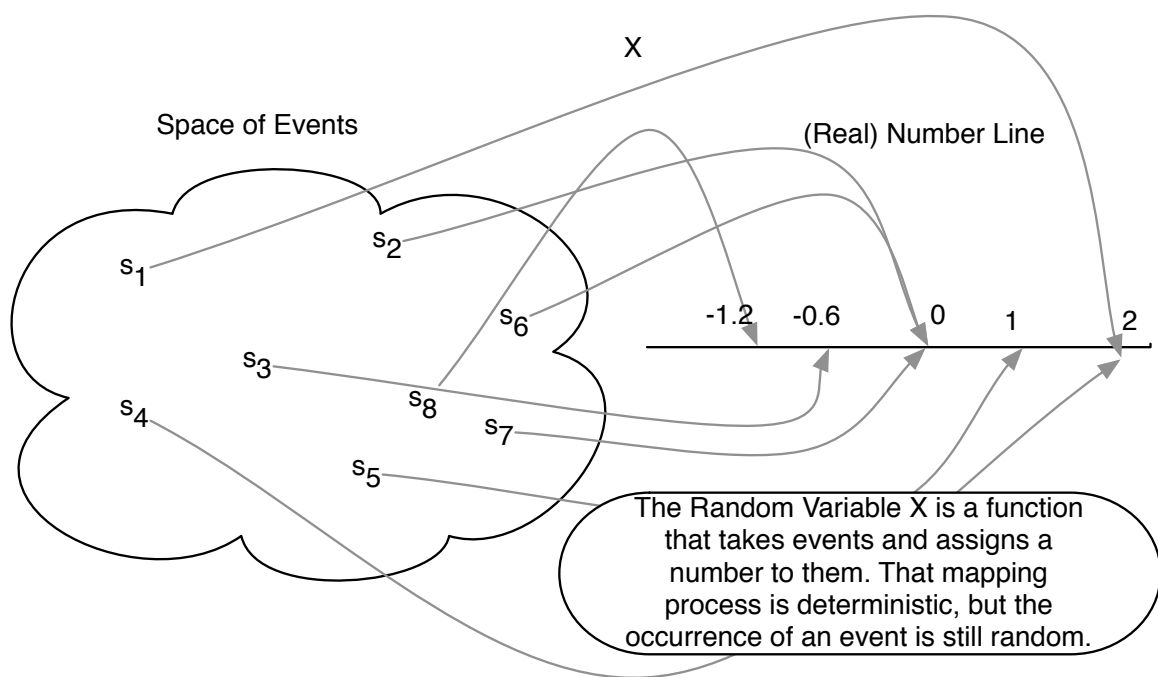 X
Space of Events
(Real) Number Line
s1
s2
s6
-1.2 -0.6 0 1 2
s3
s8
s4
s7
s5
The Random Variable X is a function
that takes events and assigns a
number to them. That mapping
process is deterministic, but the
occurrence of an event is still random.